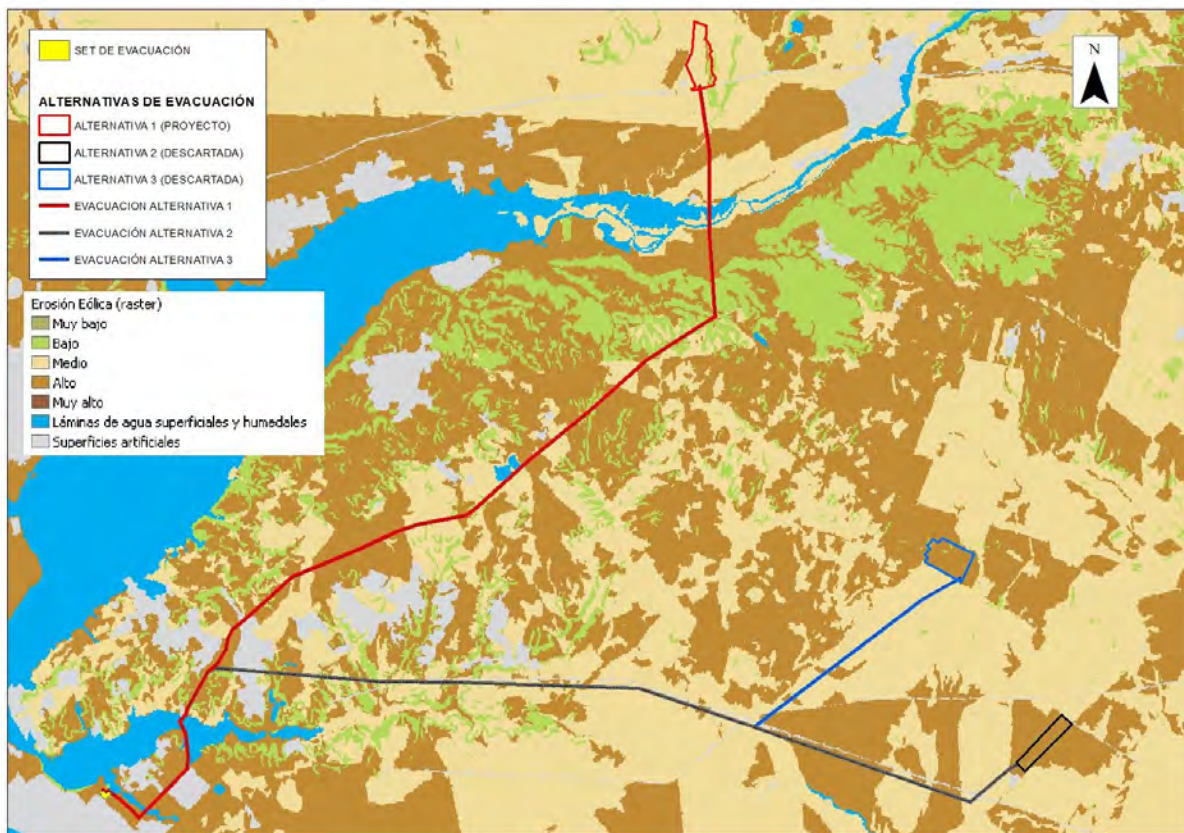 SET DE EVACUACIÓN
ALTERNATIVAS DE EVACUACIÓN
ALTERNATIVA 1 (PROYECTO)
ALTERNATIVA 2 (DESCARTADA)
ALTERNATIVA 3 (DESCARTADA)
EVACUACION ALTERNATIVA 1
EVACUACIÓN ALTERNATIVA 2
EVACUACIÓN ALTERNATIVA 3
N
Erosión Eólica (raster)
Muy bajo
Bajo
Medio
Alto
Muy alto
Láminas de agua superficiales y humedales
Superficies artificiales